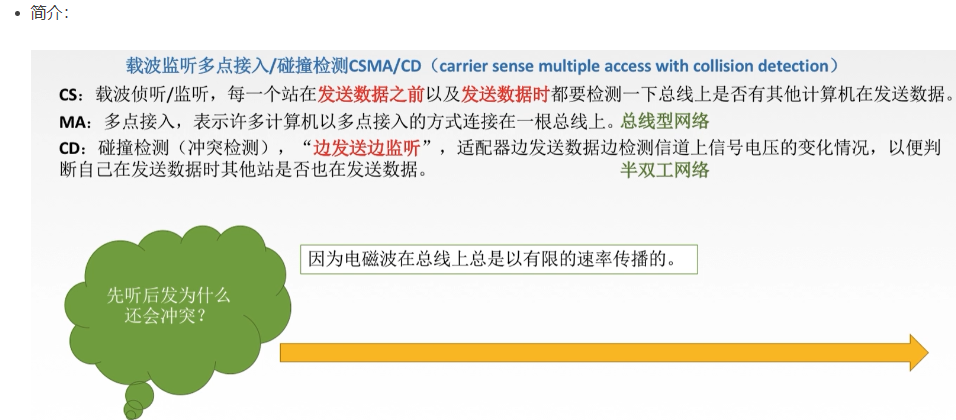 简介：
载波监听多点接入/碰撞检测CSMA/CD（carrier sense multiple access with collision detection）
CS：载波侦听/监听，每一个站在发送数据之前以及发送数据时都要检测一下总线上是否有其他计算机在发送数据。
MA：多点接入，表示许多计算机以多点接入的方式连接在一根总线上。总线型网络
CD：碰撞检测（冲突检测），“边发送边监听”，适配器边发送数据边检测信道上信号电压的变化情况，以便判
断自己在发送数据时其他站是否也在发送数据。 半双工网络
因为电磁波在总线上总是以有限的速率传播的。
先听后发为什么
还会冲突？